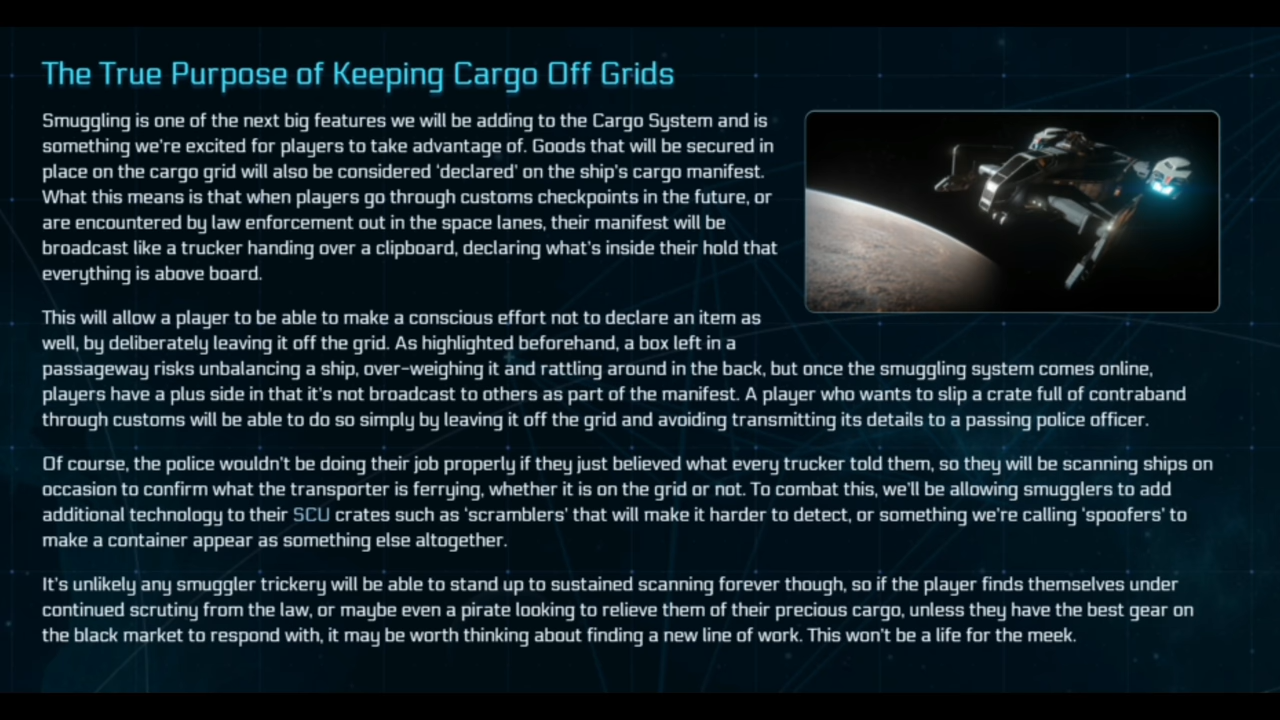 The True Purpose of Keeping Cargo Off Grids
Smuggling is one of the next big features we will be adding to the Cargo System and is
something we're excited for players to take advantage of. Goods that will be secured in
place on the cargo grid will also be considered ‘declared’ on the ship's cargo manifest.
What this means is that when players go through customs checkpoints in the future, or
are encountered by law enforcement out in the space lanes, their manifest will be
broadcast like a trucker handing over a clipboard, declaring what's inside their hold that
everything is above board.
This will allow a player to be able to make a conscious effort not to declare an item as
well, by deliberately leaving it off the grid. As highlighted beforehand, a box left in a
passageway risks unbalancing a ship, over-weighing it and rattling around in the back, but once the smuggling system comes online,
players have a plus side in that it's not broadcast to others as part of the manifest. A player who wants to slip a crate full of contraband
through customs will be able to do so simply by leaving it off the grid and avoiding transmitting its details to a passing police officer.
Of course, the police wouldn't be doing their job properly if they just believed what every trucker told them, so they will be scanning ships on
occasion to confirm what the transporter is ferrying, whether it is on the grid or not. To combat this, we'll be allowing smugglers to add
additional technology to their SCU crates such as ‘scramblers’ that will make it harder to detect, or something we're calling ‘spoofers’ to
make a container appear as something else altogether.
It's unlikely any smuggler trickery will be able to stand up to sustained scanning forever though, so if the player finds themselves under
continued scrutiny from the law, or maybe even a pirate looking to relieve them of their precious cargo, unless they have the best gear on
the black market to respond with, it may be worth thinking about finding a new line of work. This won't be a life for the meek.